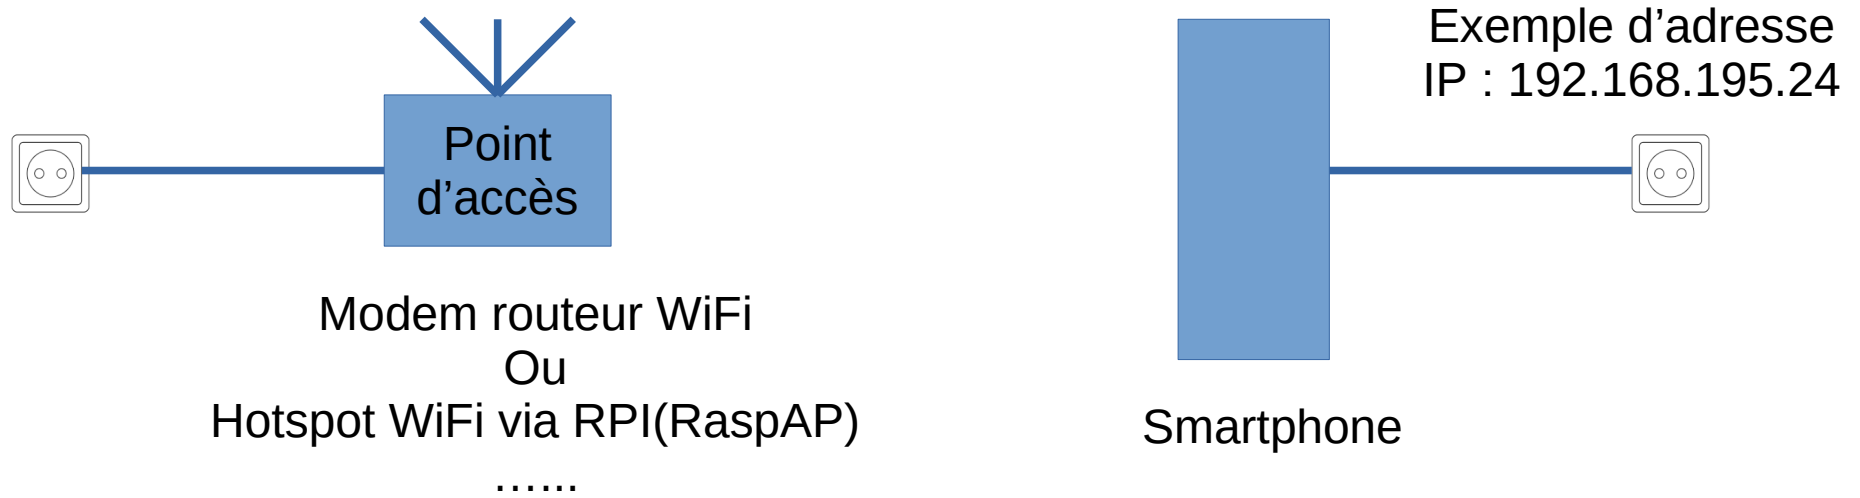 Exemple d’adresse
IP : 192.168.195.24
Point
d’accès
Modem routeur WiFi
Ou
Hotspot WiFi via RPI(RaspAP)
…...
Smartphone